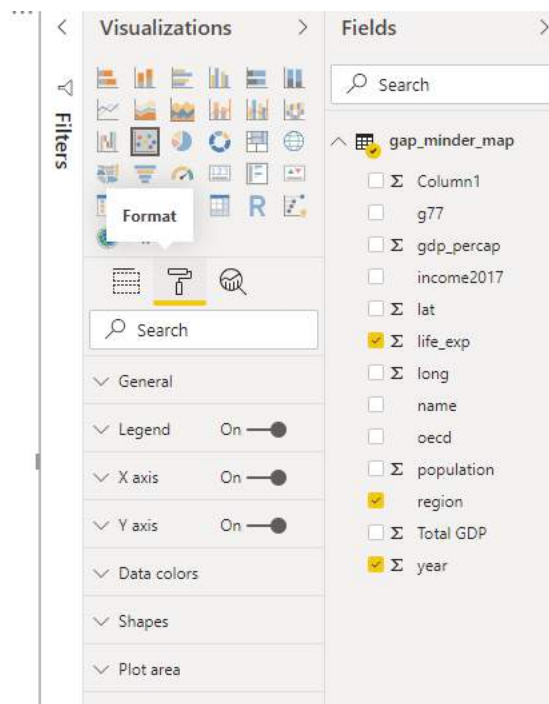 Visualizations
Fields
Filters
Search
gap_minder_map
Σ Column1
g77
Σ gdp_percap
income2017
Σ lat
Σ life_exp
Σ long
name
oecd
Σ population
region
Σ Total GDP
Σ year
R
Format
Search
General
Legend On
X axis On
Y axis On
Data colors
Shapes
Plot area